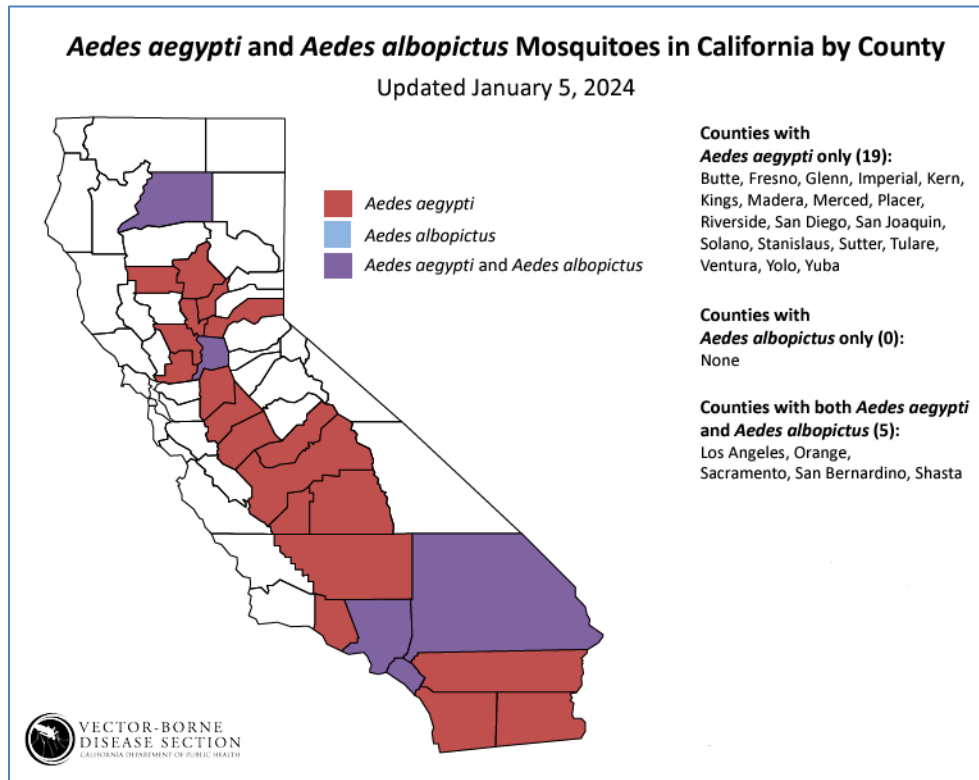 Aedes aegypti and Aedes albopictus Mosquitoes in California by County
Updated January 5, 2024
Aedes aegypti
Aedes albopictus
Aedes aegypti and Aedes albopictus
Counties with
Aedes aegypti only (19):
Butte, Fresno, Glenn, Imperial, Kern,
Kings, Madera, Merced, Placer,
Riverside, San Diego, San Joaquin,
Solano, Stanislaus, Sutter, Tulare,
Ventura, Yolo, Yuba
Counties with
Aedes albopictus only (0):
None
Counties with both Aedes aegypti
and Aedes albopictus (5):
Los Angeles, Orange,
Sacramento, San Bernardino, Shasta
VECTOR-BORNE
DISEASE SECTION
CALIFORNIA DEPARTMENT OF PUBLIC HEALTH